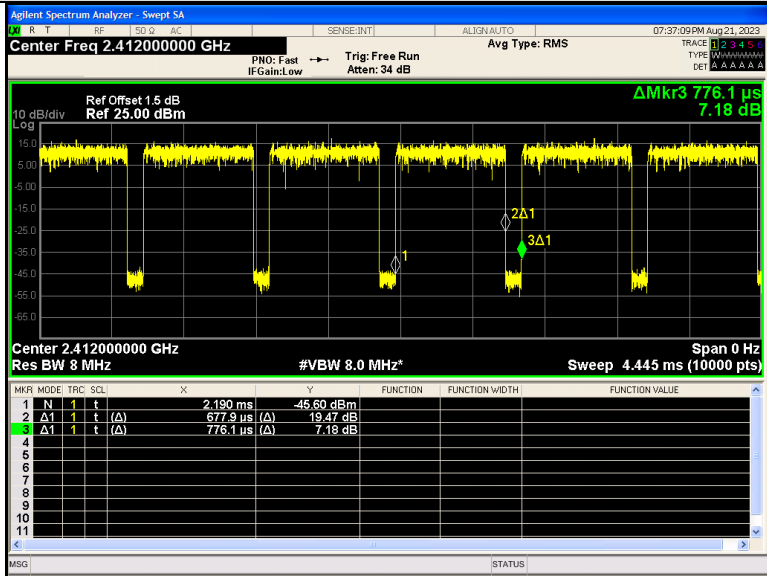 Agilent Spectrum Analyzer - Swept SA
LXI R T RF 50 Ω AC SENSE:INT ALIGN AUTO 07:37:09 PM Aug 21, 2023
Center Freq 2.412000000 GHz Avg Type: RMS TRACE 1 2 3 4 5 6
PNO: Fast Trig: Free Run TYPE W
IFGain:Low Atten: 34 dB DET A A A A A A
ΔMkr3 776.1 µs
7.18 dB
Ref Offset 1.5 dB
10 dB/div Ref 25.00 dBm
Log
15.0
5.00
-5.00
-15.0
2Δ1
-25.0
3Δ1
-35.0
1
-45.0
-55.0
-65.0
Center 2.412000000 GHz Span 0 Hz
Res BW 8 MHz #VBW 8.0 MHz* Sweep 4.445 ms (10000 pts)
MKR MODE TRC SCL X Y FUNCTION FUNCTION WIDTH FUNCTION VALUE
1 N 1 t 2.190 ms -45.60 dBm
2 Δ1 1 t (Δ) 677.9 µs (Δ) 19.47 dB
3 Δ1 1 t (Δ) 776.1 µs (Δ) 7.18 dB
4
5
6
7
8
9
10
11
MSG STATUS